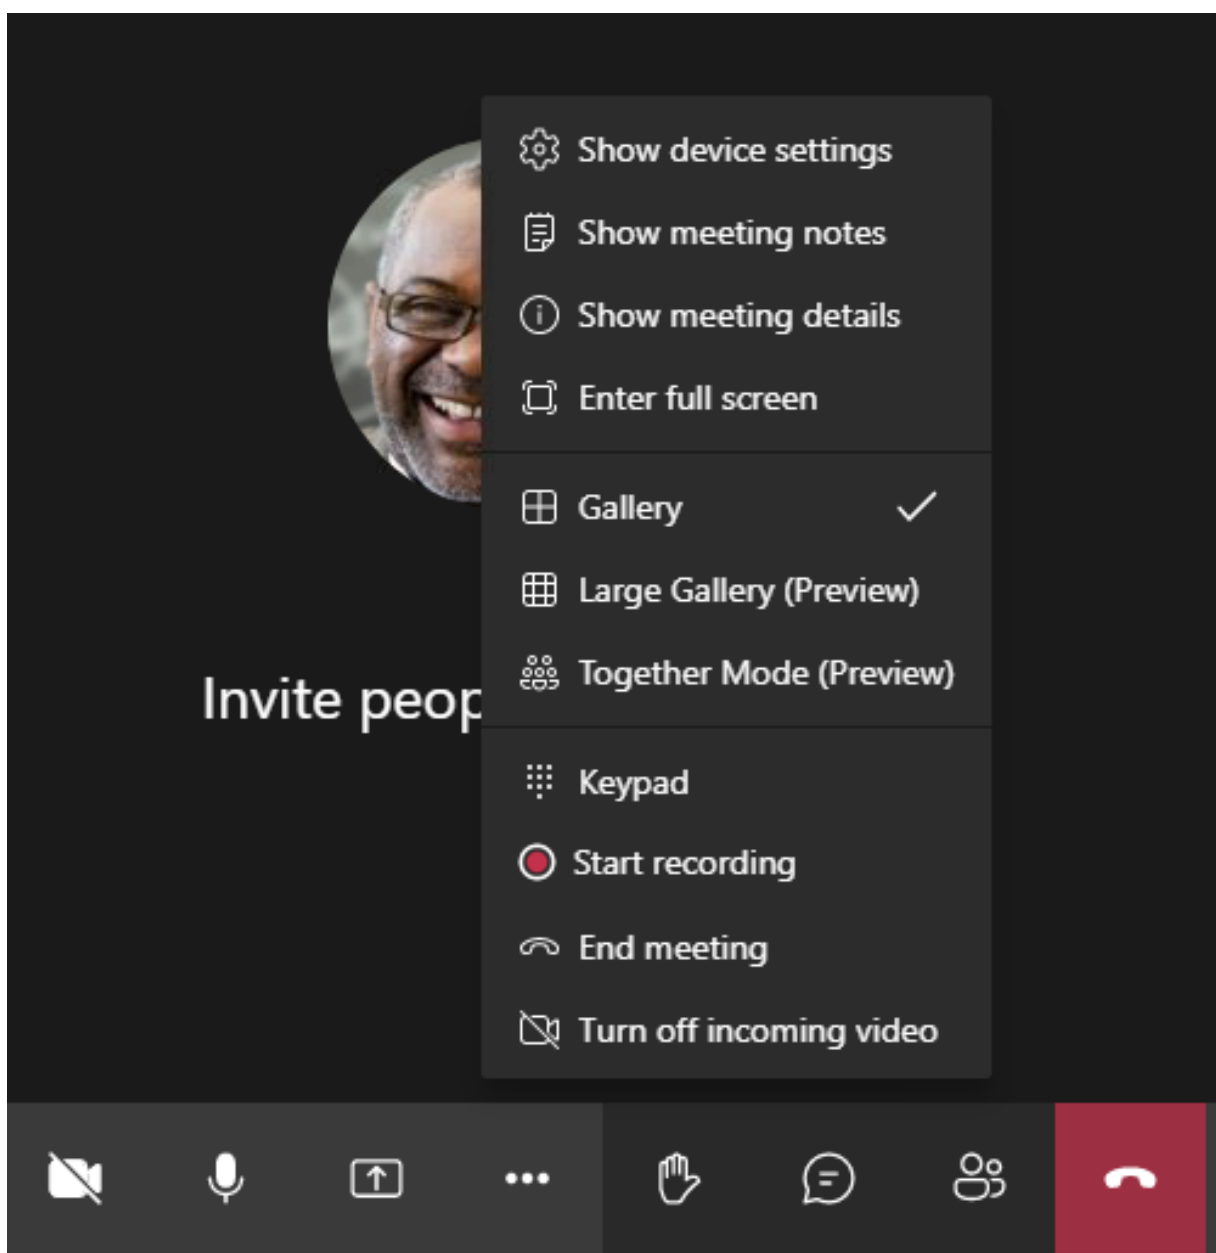 Show device settings
Show meeting notes
Show meeting details
Enter full screen
Gallery
Large Gallery (Preview)
Together Mode (Preview)
Invite
Keypad
Start recording
End meeting
Turn off incoming video